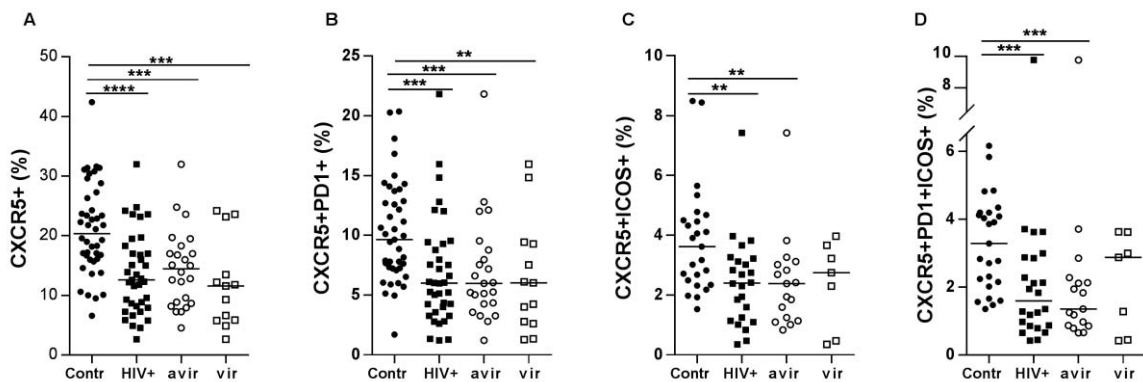 A
CXCR5+ (%)
50
40
30
20
10
0
***
***
****
Contr HIV+ avir vir
B
CXCR5+PD1+ (%)
25
20
15
10
5
0
**
***
***
Contr HIV+ avir vir
C
CXCR5+ICOS+ (%)
10
8
6
4
2
0
**
**
Contr HIV+ avir vir
D
CXCR5+PD1+ICOS+ (%)
10
8
6
4
2
0
***
***
Contr HIV+ avir vir